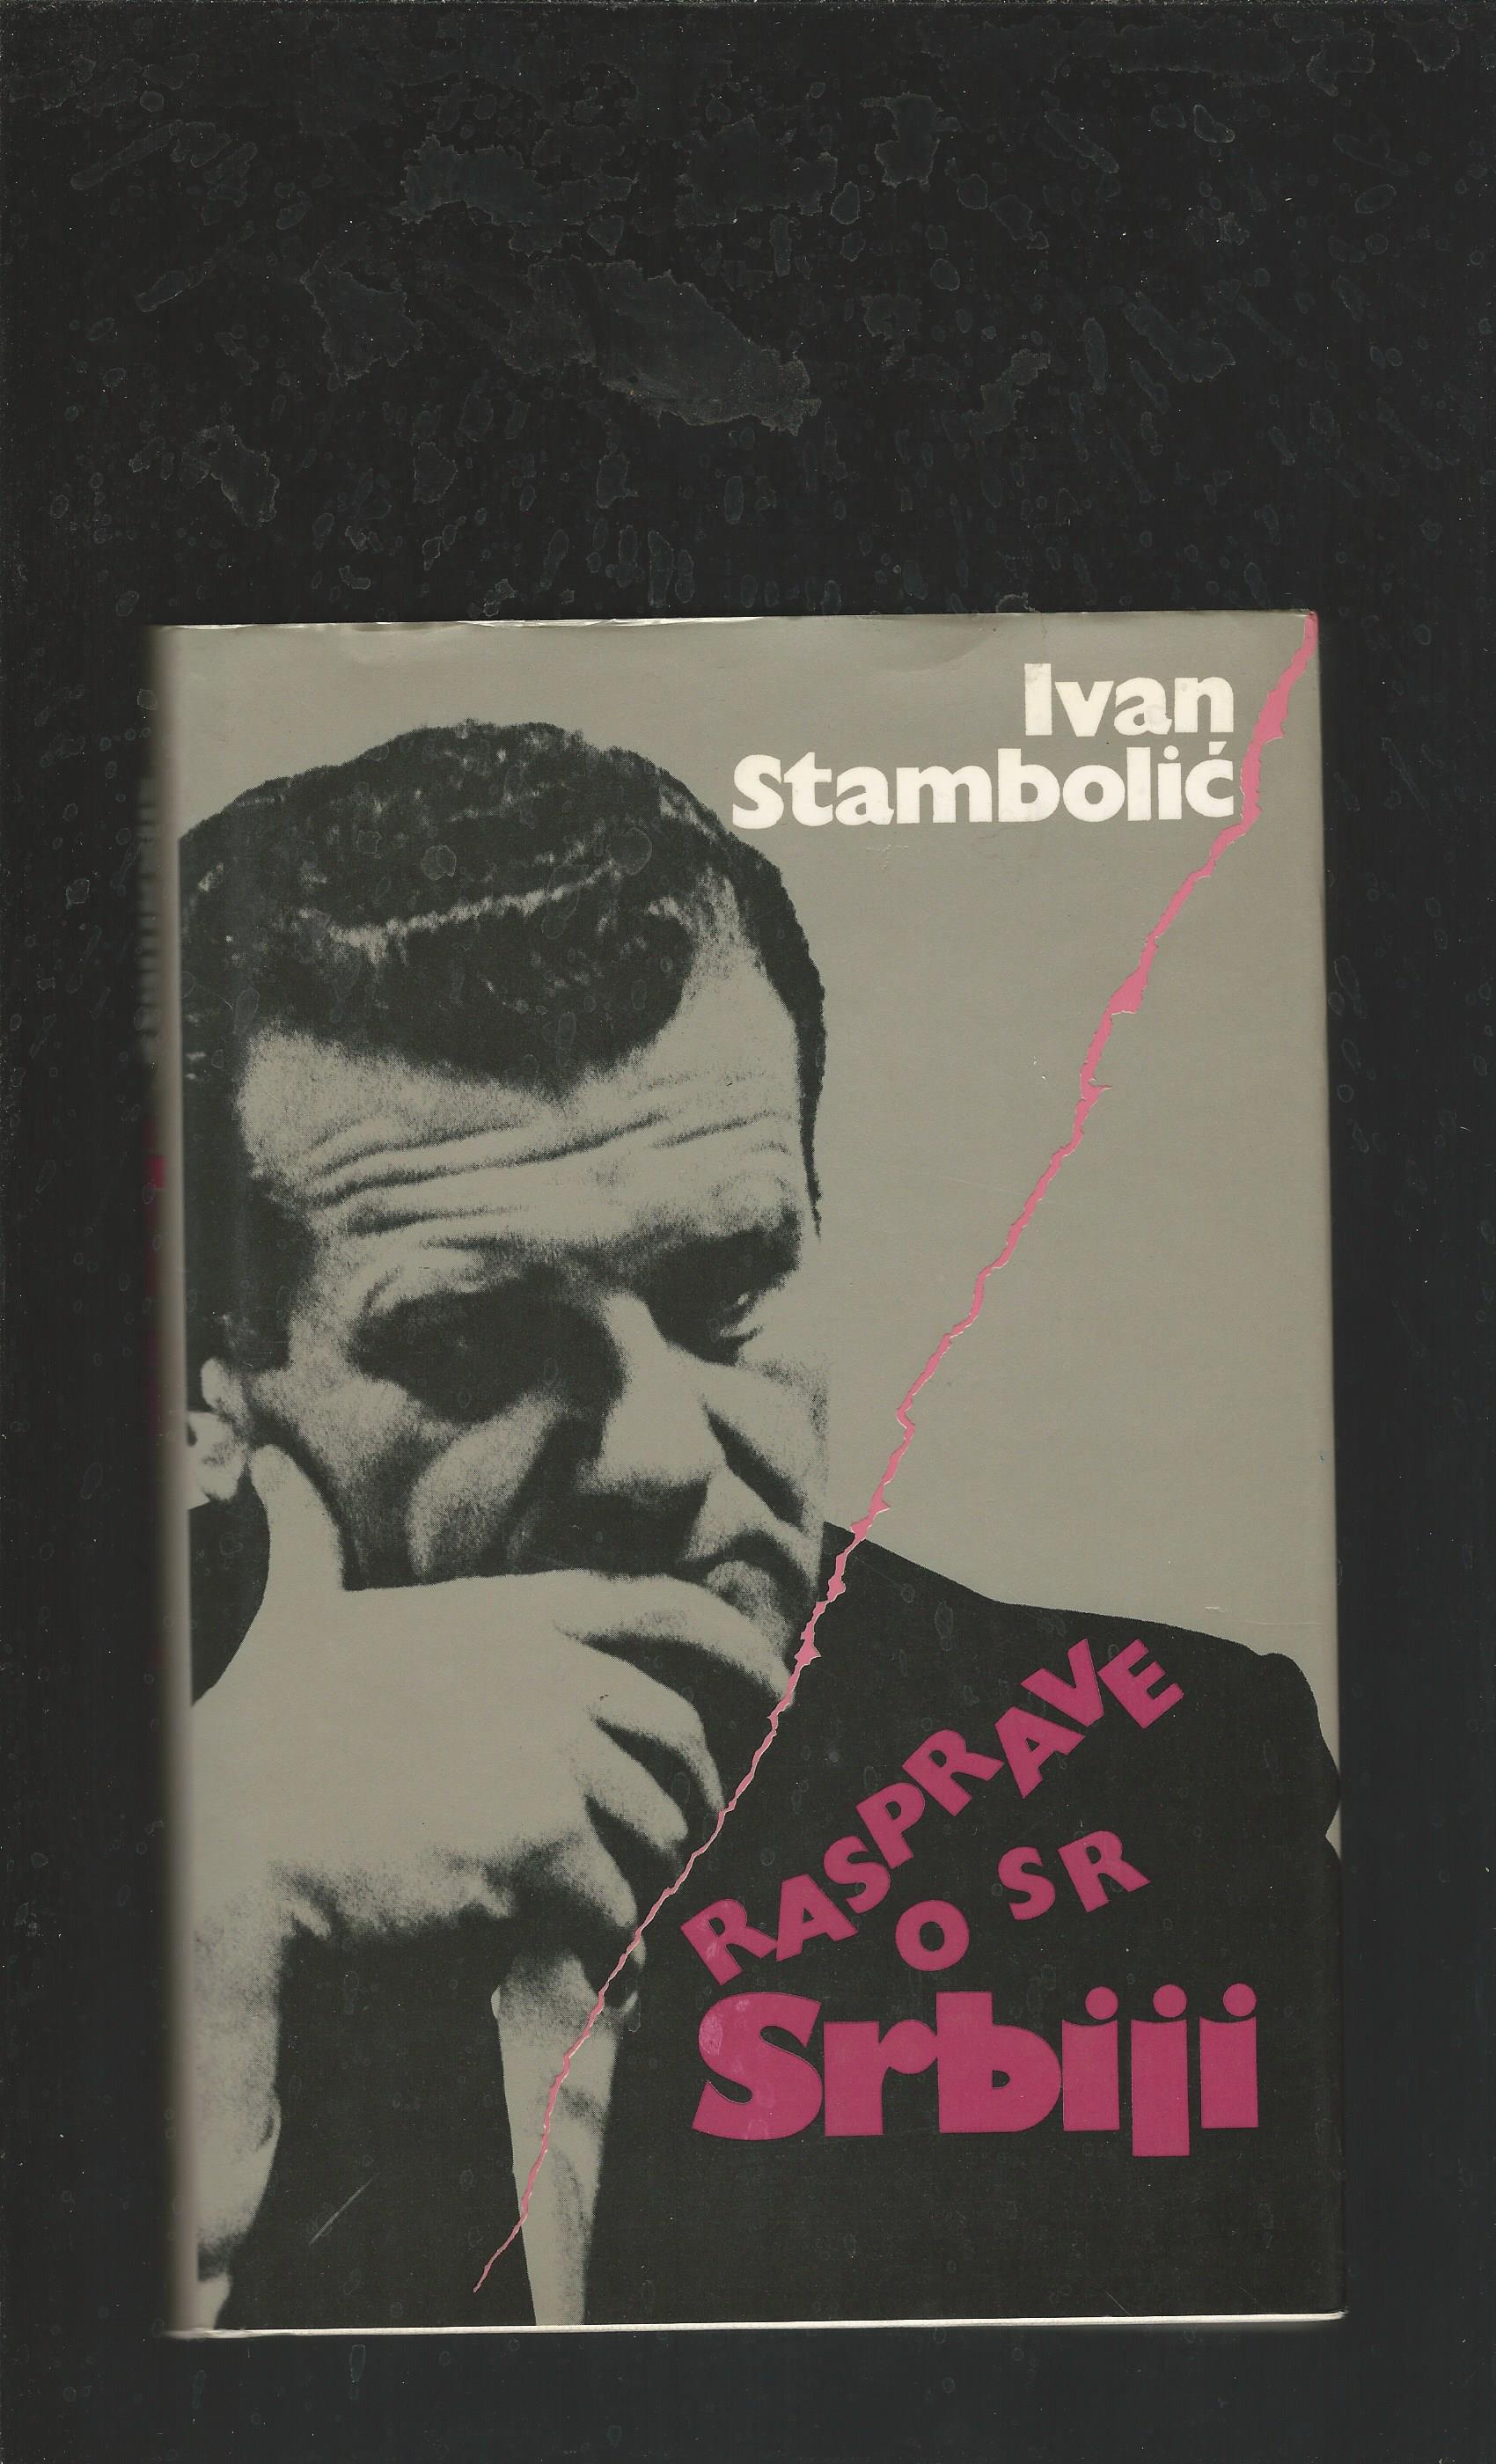 Ivan
Stambolić
RASPRAVE
O SR
Srbiji